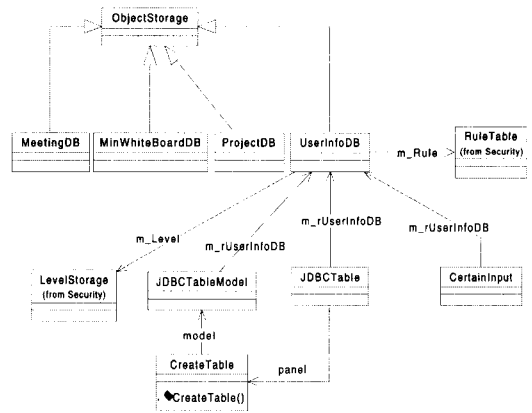 ObjectStorage
MeetingDB
MinWhiteBoardDB
ProjectDB
UserInfoDB
RuleTable
(from Security)
m_Rule
m_Level
m_rUserInfoDB
m_rUserInfoDB
m_rUserInfoDB
LevelStorage
(from Security)
JDBCTableModel
JDBCTable
CertainInput
model
panel
CreateTable
CreateTable()